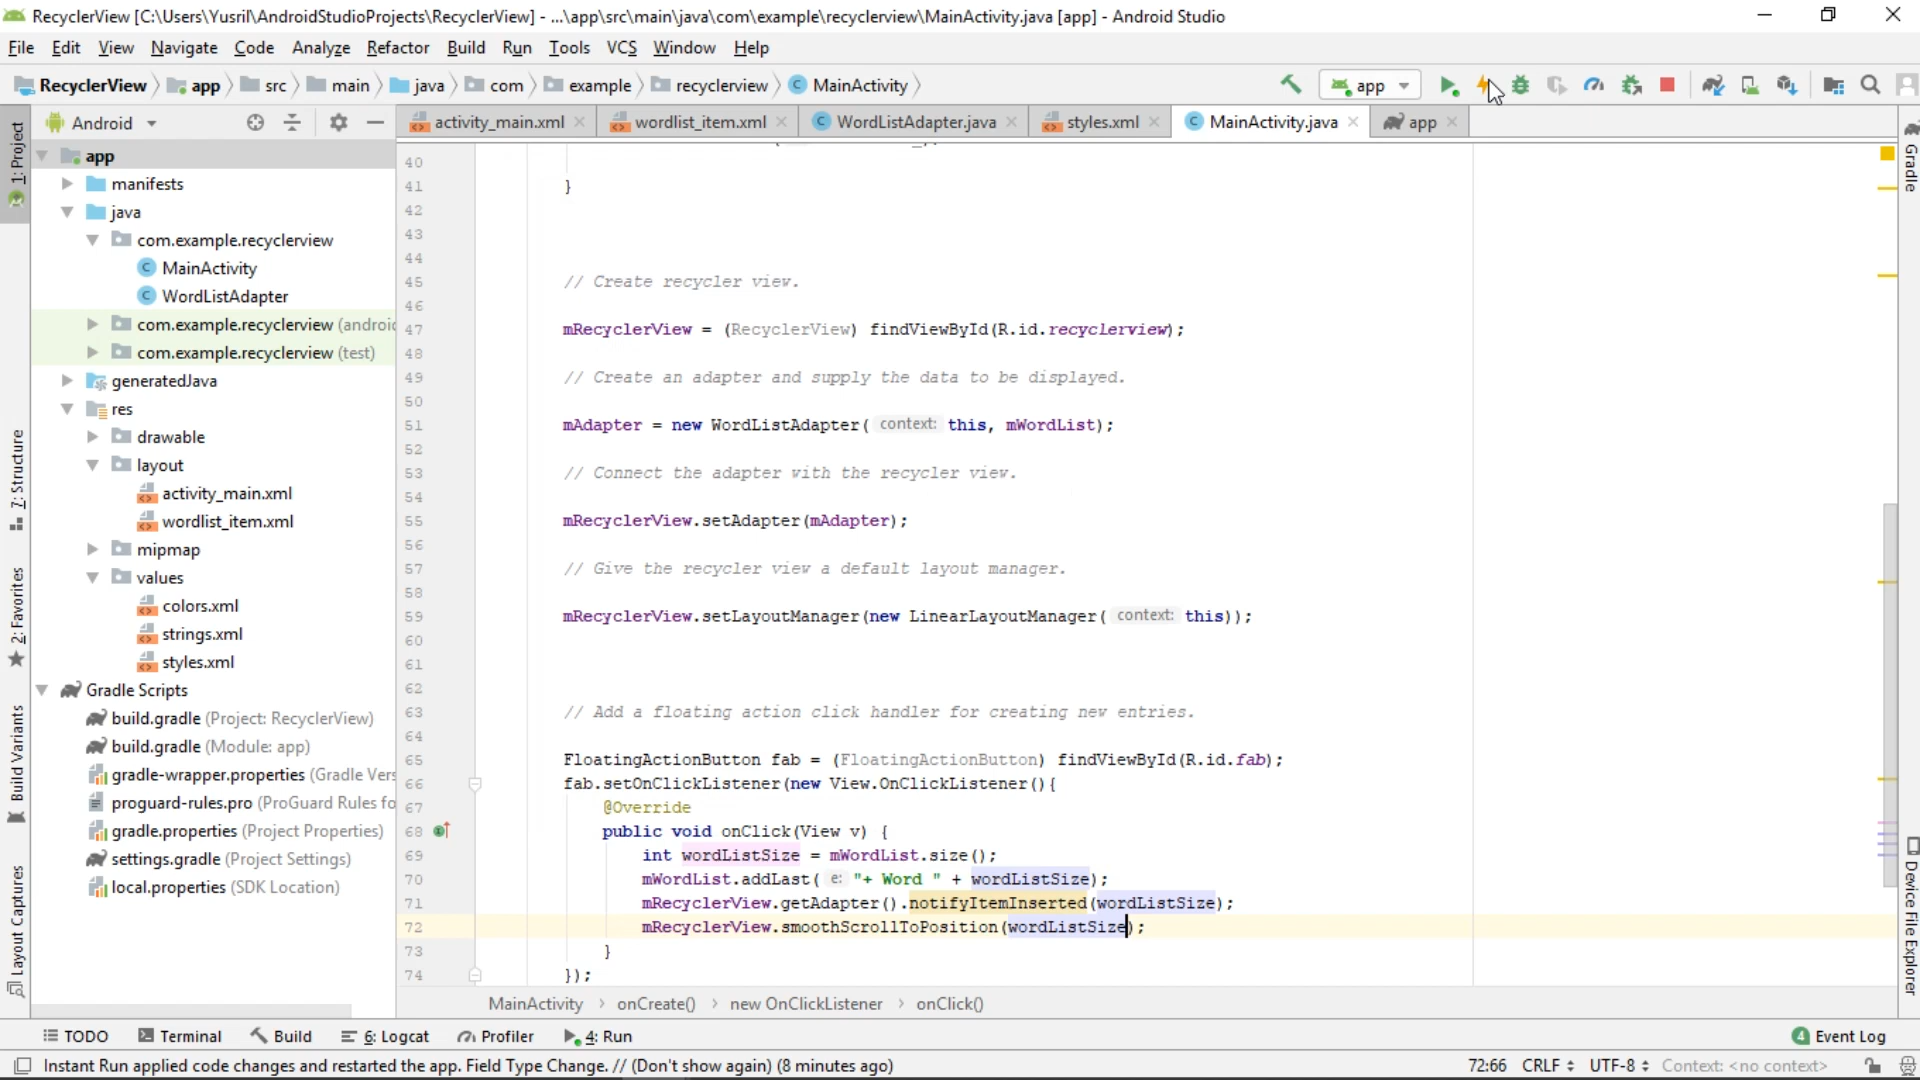 RecyclerView [C:\Users\Yusril\AndroidStudioProjects\RecyclerView] - ...\app\src\main\java\com\example\recyclerview\MainActivity.java [app] - Android Studio
File Edit View Navigate Code Analyze Refactor Build Run Tools VCS Window Help
RecyclerView app src main java com example recyclerview MainActivity app
Android
activity_main.xml wordlist_item.xml WordListAdapter.java styles.xml MainActivity.java app
1: Project
7: Structure
2: Favorites
Build Variants
Layout Captures
app
manifests
java
com.example.recyclerview
MainActivity
WordListAdapter
com.example.recyclerview (androi
com.example.recyclerview (test)
generatedJava
res
drawable
layout
activity_main.xml
wordlist_item.xml
mipmap
values
colors.xml
strings.xml
styles.xml
Gradle Scripts
build.gradle (Project: RecyclerView)
build.gradle (Module: app)
gradle-wrapper.properties (Gradle Vers
proguard-rules.pro (ProGuard Rules fo
gradle.properties (Project Properties)
settings.gradle (Project Settings)
local.properties (SDK Location)
40
41 }
42
43
44
45 // Create recycler view.
46
47 mRecyclerView = (RecyclerView) findViewById(R.id.recyclerview);
48
49 // Create an adapter and supply the data to be displayed.
50
51 mAdapter = new WordListAdapter( context: this, mWordList);
52
53 // Connect the adapter with the recycler view.
54
55 mRecyclerView.setAdapter(mAdapter);
56
57 // Give the recycler view a default layout manager.
58
59 mRecyclerView.setLayoutManager(new LinearLayoutManager( context: this));
60
61
62
63 // Add a floating action click handler for creating new entries.
64
65 FloatingActionButton fab = (FloatingActionButton) findViewById(R.id.fab);
66 fab.setOnClickListener(new View.OnClickListener(){
67 @Override
68 public void onClick(View v) {
69 int wordListSize = mWordList.size();
70 mWordList.addLast( e: "+ Word " + wordListSize);
71 mRecyclerView.getAdapter().notifyItemInserted(wordListSize);
72 mRecyclerView.smoothScrollToPosition(wordListSize);
73 }
74 });
MainActivity › onCreate() › new OnClickListener › onClick()
Gradle
Device File Explorer
TODO Terminal Build 6: Logcat Profiler 4: Run 4 Event Log
Instant Run applied code changes and restarted the app. Field Type Change. // (Don't show again) (8 minutes ago) 72:66 CRLF UTF-8 Context: <no context>